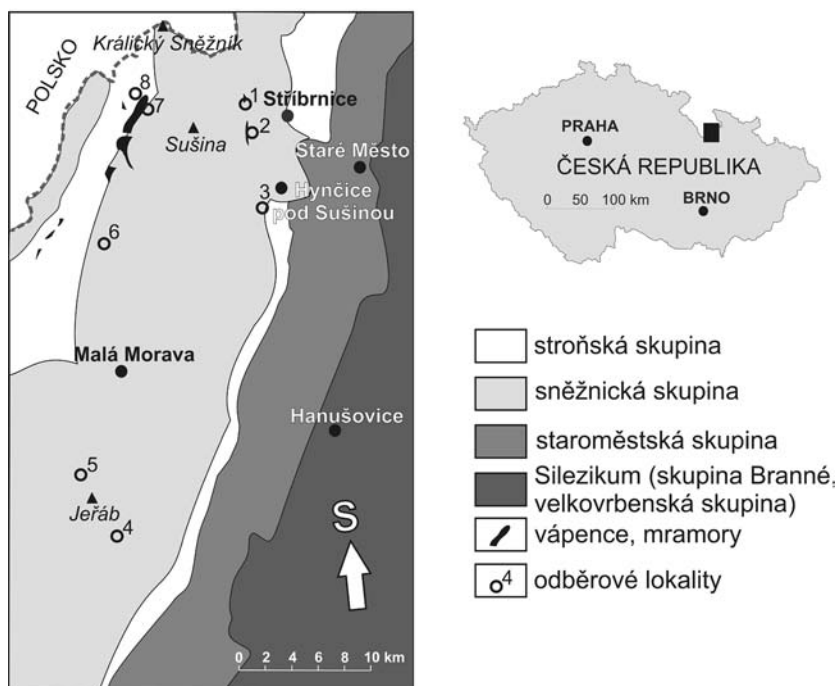 Králický Sněžník
POLSKO
8
7
1
Stříbrnice
Sušina
2
Staré Město
Hynčice
pod Sušinou
3
6
Malá Morava
Hanušovice
5
Jeřáb
4
S
0 2 4 6 8 10 km
PRAHA
ČESKÁ REPUBLIKA
0 50 100 km
BRNO
stroňská skupina
sněžnická skupina
staroměstská skupina
Silezikum (skupina Branné,
velkovrbenská skupina)
vápence, mramory
4
odběrové lokality